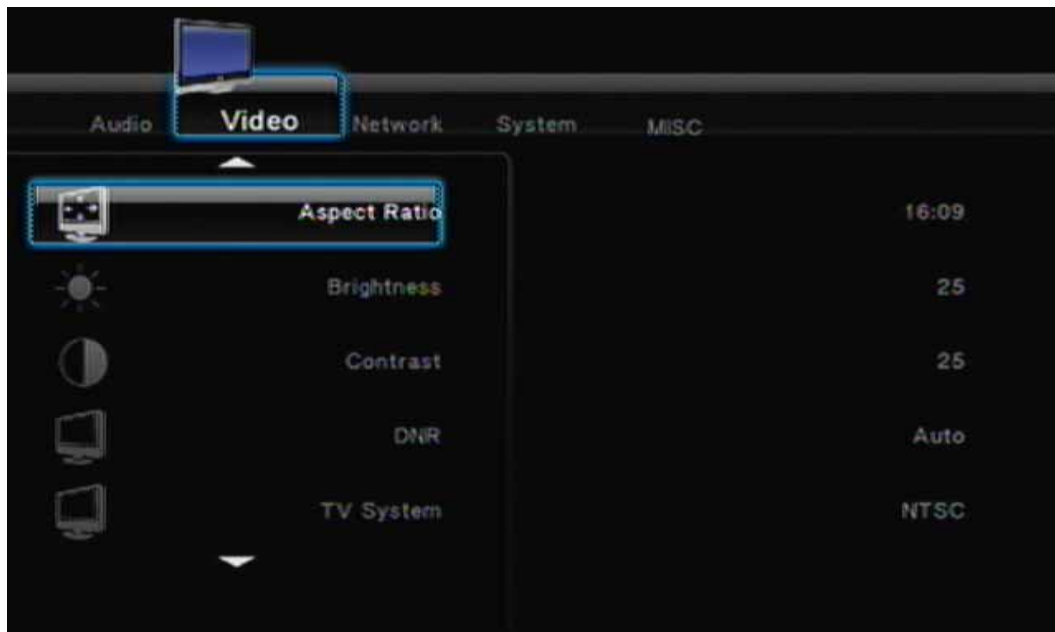 Audio Video Network System MISC
Aspect Ratio 16:09
Brightness 25
Contrast 25
DNR Auto
TV System NTSC